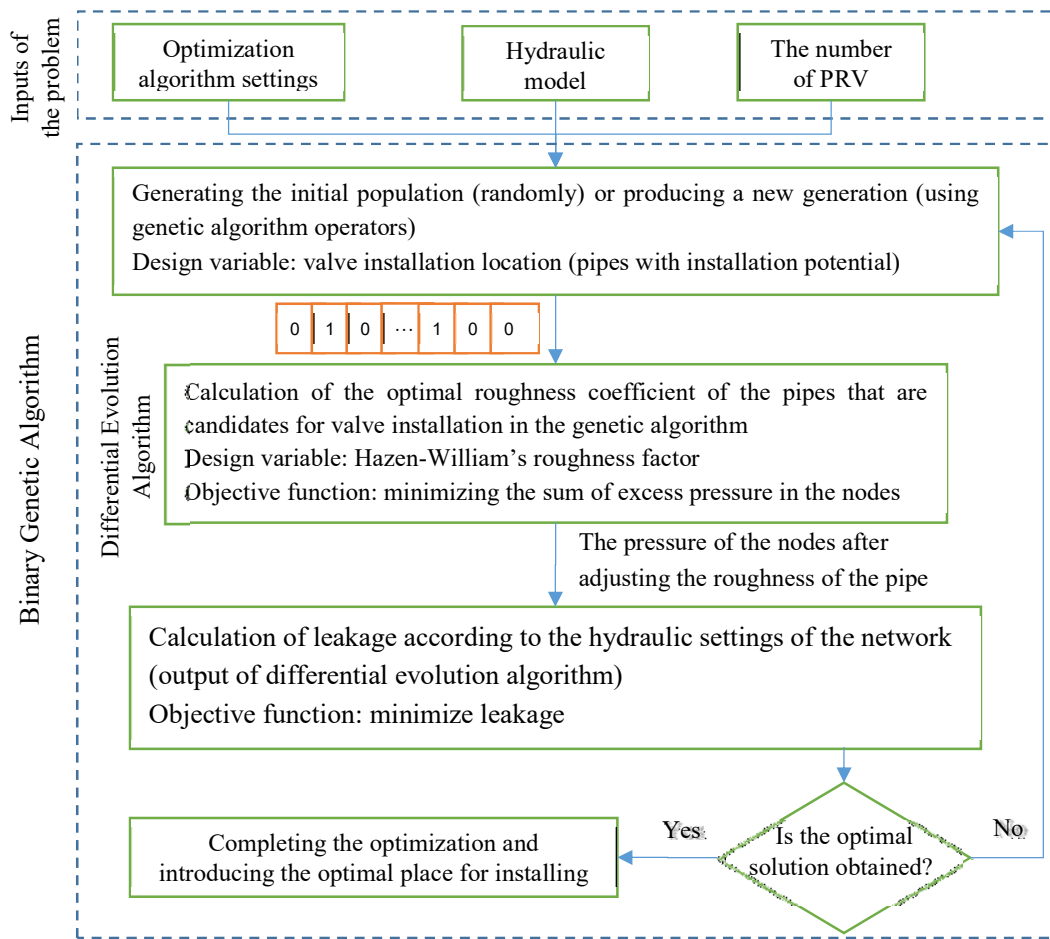 Inputs of
the problem
Optimization
algorithm settings
Hydraulic
model
The number
of PRV
Binary Genetic Algorithm
Generating the initial population (randomly) or producing a new generation (using
genetic algorithm operators)
Design variable: valve installation location (pipes with installation potential)
0 1 0 ... 1 0 0
Differential Evolution
Algorithm
Calculation of the optimal roughness coefficient of the pipes that are
candidates for valve installation in the genetic algorithm
Design variable: Hazen-William’s roughness factor
Objective function: minimizing the sum of excess pressure in the nodes
The pressure of the nodes after
adjusting the roughness of the pipe
Calculation of leakage according to the hydraulic settings of the network
(output of differential evolution algorithm)
Objective function: minimize leakage
Is the optimal
solution obtained?
Yes
No
Completing the optimization and
introducing the optimal place for installing